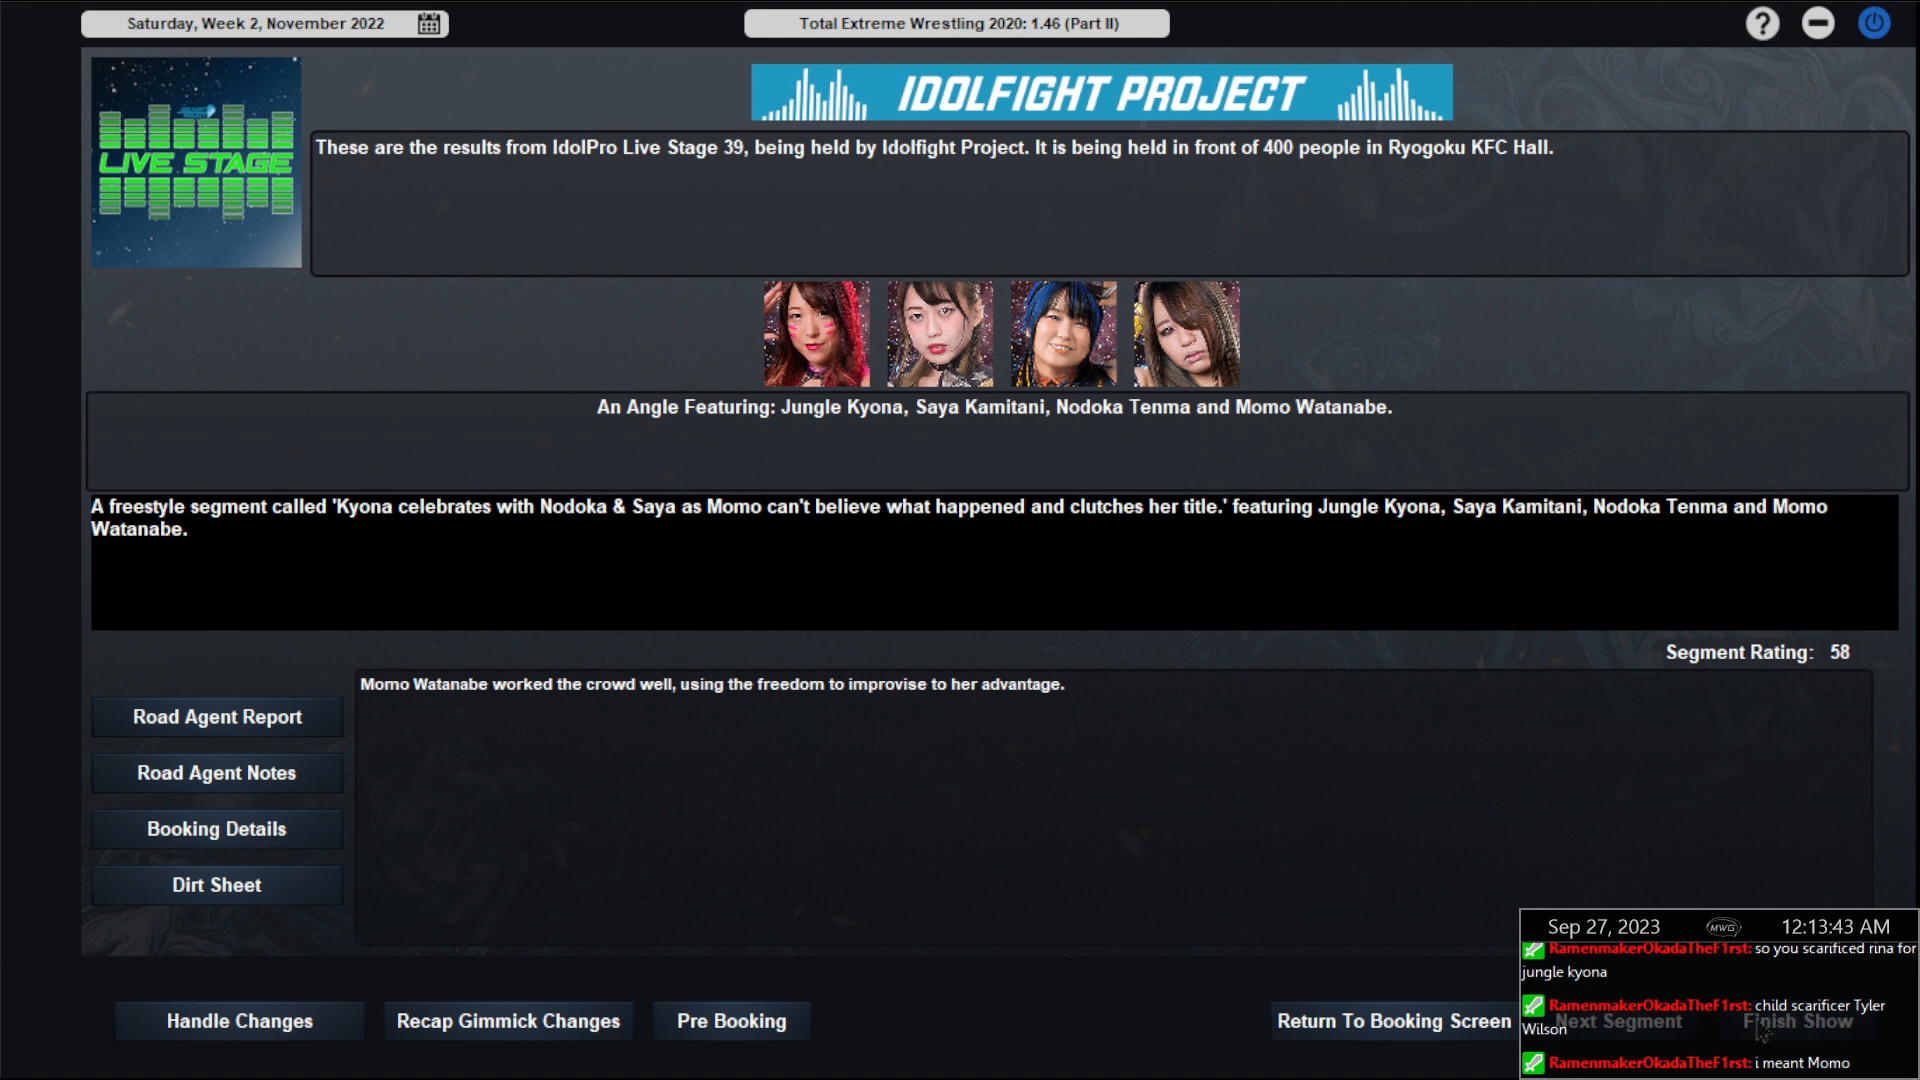 Saturday, Week 2, November 2022
Total Extreme Wrestling 2020: 1.46 (Part II)
?
LIVE STAGE
IDOLFIGHT PROJECT
These are the results from IdolPro Live Stage 39, being held by Idolfight Project. It is being held in front of 400 people in Ryogoku KFC Hall.
An Angle Featuring: Jungle Kyona, Saya Kamitani, Nodoka Tenma and Momo Watanabe.
A freestyle segment called 'Kyona celebrates with Nodoka & Saya as Momo can't believe what happened and clutches her title.' featuring Jungle Kyona, Saya Kamitani, Nodoka Tenma and Momo
Watanabe.
Segment Rating: 58
Momo Watanabe worked the crowd well, using the freedom to improvise to her advantage.
Road Agent Report
Road Agent Notes
Booking Details
Dirt Sheet
Handle Changes
Recap Gimmick Changes
Pre Booking
Return To Booking Screen
Next Segment
Finish Show
Sep 27, 2023
MWG
12:13:43 AM
RamenmakerOkadaTheF1rst: so you scarificed rina for
jungle kyona
RamenmakerOkadaTheF1rst: child scarificer Tyler
Wilson
RamenmakerOkadaTheF1rst: i meant Momo